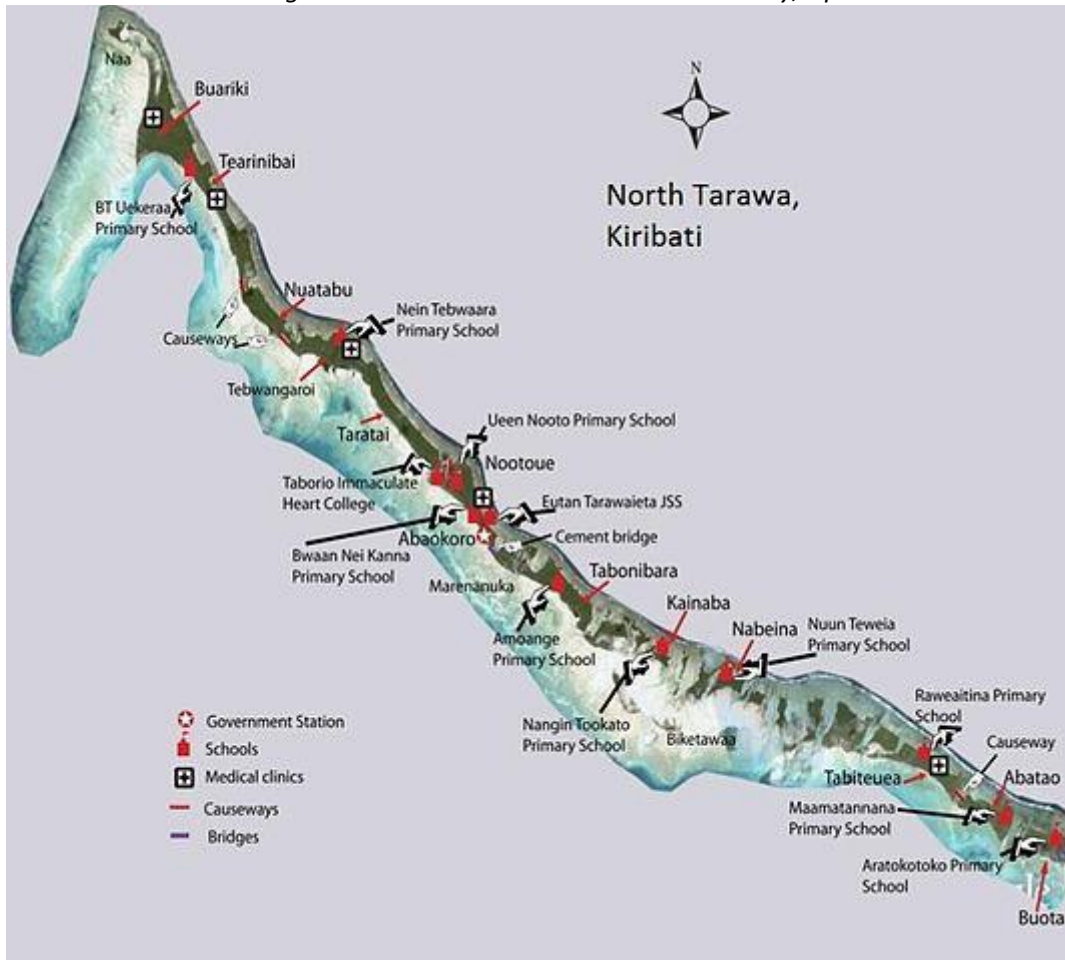 Naa
Buariki
N
Tearinibai
North Tarawa,
Kiribati
BT Uekeraa
Primary School
Nuatabu
Nein Tebwaara
Primary School
Causeways
Tebwangaroi
Ueen Nooto Primary School
Taratai
Nootoue
Taborio Immaculate
Heart College
Eutan Tarawaieta JSS
Abaokoro
Cement bridge
Bwaan Nei Kanna
Primary School
Tabonibara
Marenanuka
Kainaba
Nabeina
Nuun Teweia
Primary School
Amoange
Primary School
Nangin Tookato
Primary School
Biketawaa
Raweaitina Primary
School
Causeway
Tabiteuea
Abatao
Maamatannana
Primary School
Aratokotoko Primary
School
Buota
Government Station
Schools
Medical clinics
Causeways
Bridges